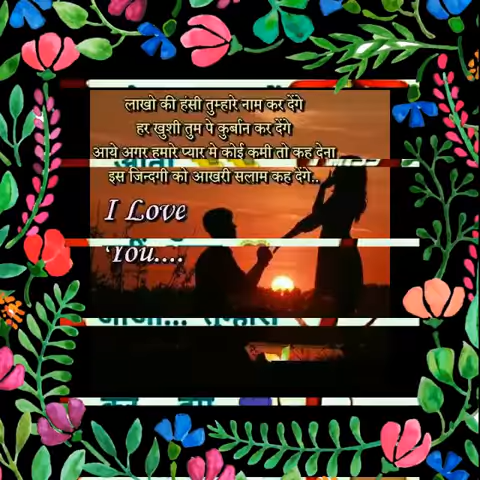 लाखो की हंसी तुम्हारे नाम कर देंगे
हर खुशी तुम पे कुर्बान कर देंगे
आये अगर हमारे प्यार मे कोई कमी तो कह देना
इस जिन्दगी को आखरी सलाम कह देंगे..
I Love
You....